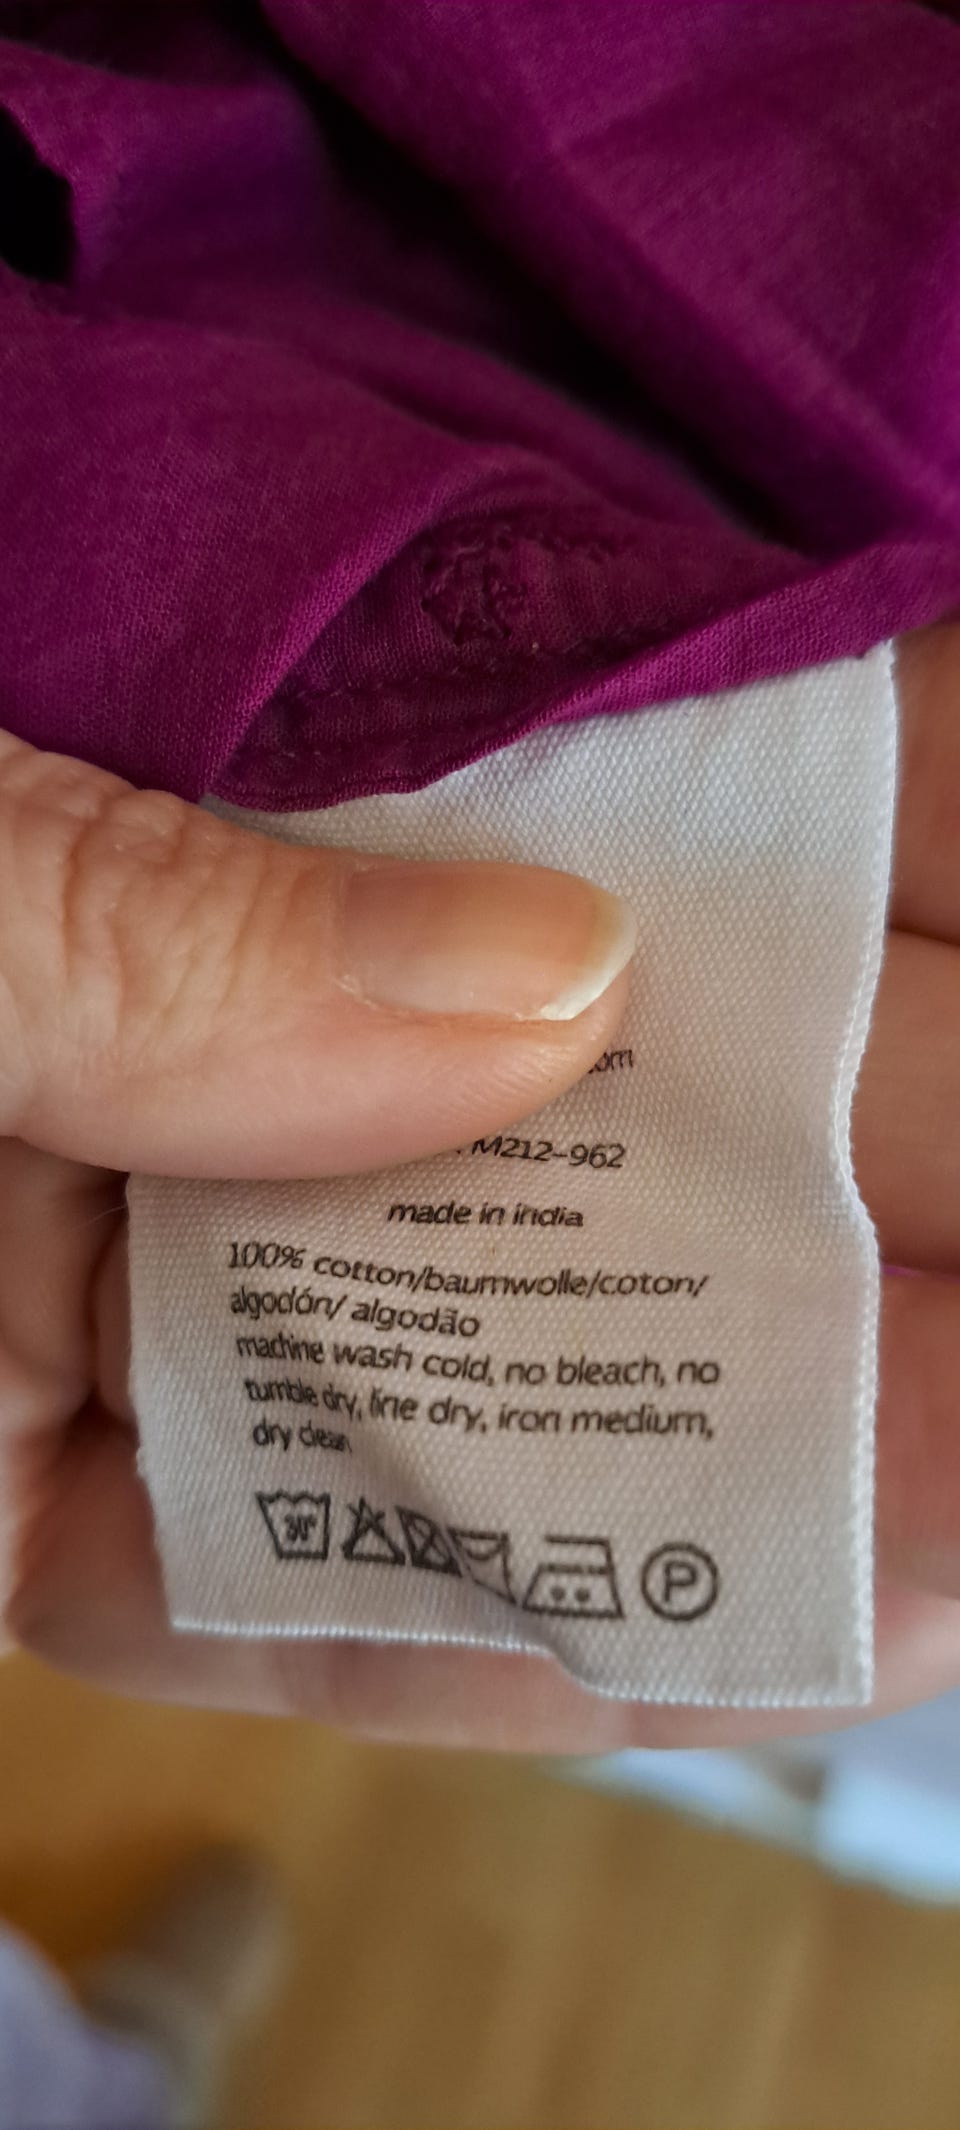 .com
M212-962
made in india
100% cotton/baumwolle/coton/
algodón/ algodão
machine wash cold, no bleach, no
tumble dry, line dry, iron medium,
dry clean
30°
P